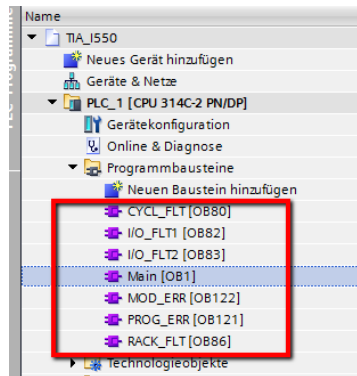 Name
TIA_I550
Neues Gerät hinzufügen
Geräte & Netze
PLC_1 [CPU 314C-2 PN/DP]
Gerätekonfiguration
Online & Diagnose
Programmbausteine
Neuen Baustein hinzufügen
CYCL_FLT [OB80]
I/O_FLT1 [OB82]
I/O_FLT2 [OB83]
Main [OB1]
MOD_ERR [OB122]
PROG_ERR [OB121]
RACK_FLT [OB86]
Technologieobjekte